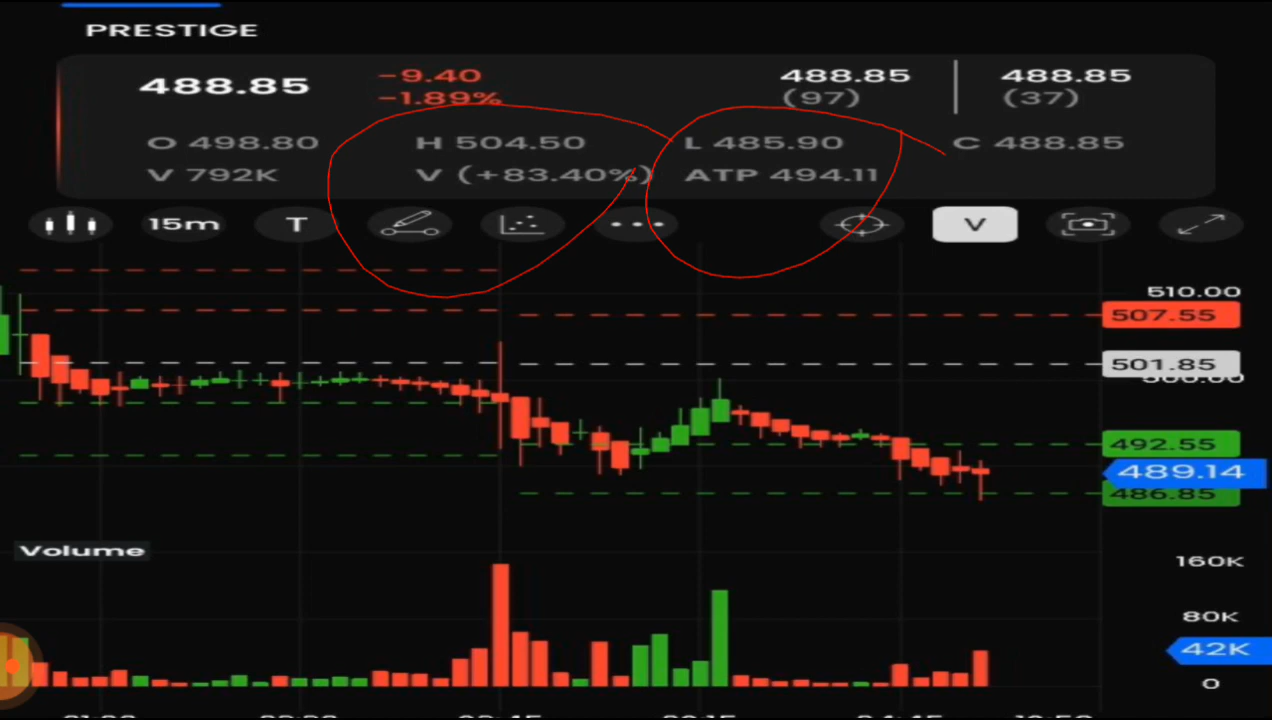 PRESTIGE
488.85 -9.40 488.85 488.85
-1.89% (97) (37)
O 498.80 H 504.50 L 485.90 C 488.85
V 792K V (+83.40%) ATP 494.11
15m T V
510.00
507.55
501.85
500.00
492.55
489.14
486.85
Volume
160K
80K
42K
0